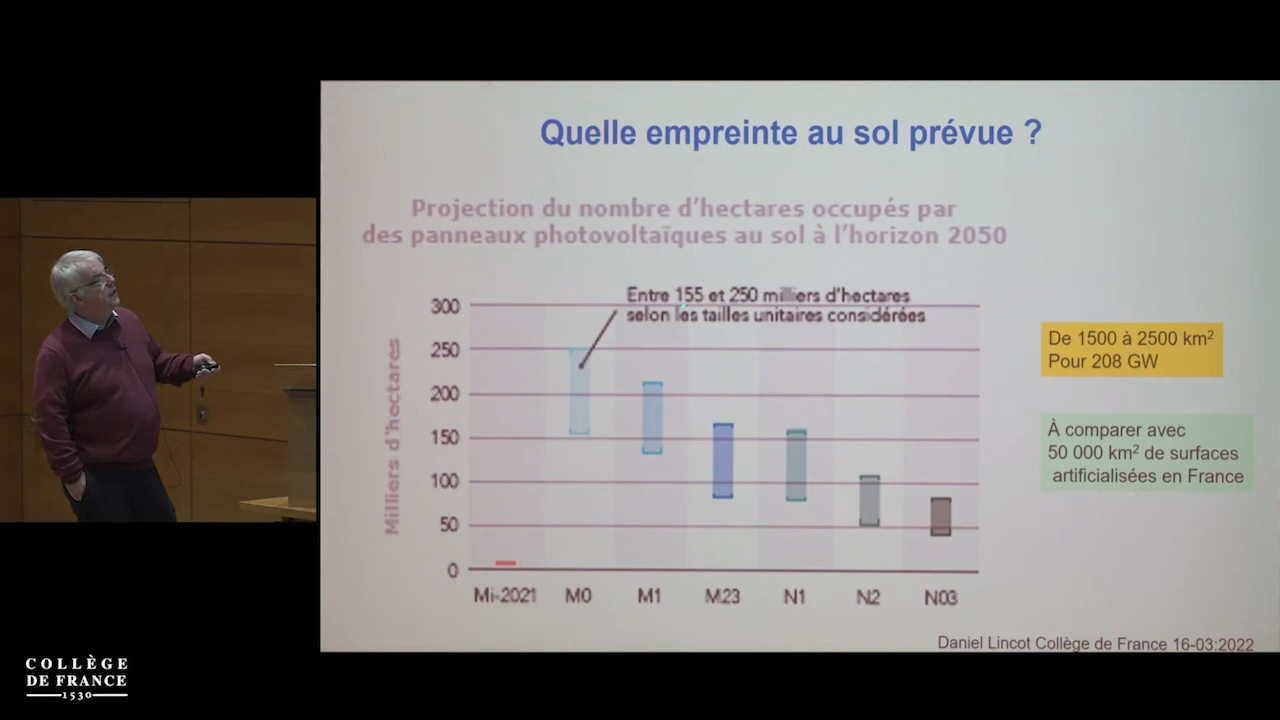 Quelle empreinte au sol prévue ?
Projection du nombre d'hectares occupés par
des panneaux photovoltaïques au sol à l'horizon 2050
Entre 155 et 250 milliers d'hectares
selon les tailles unitaires considérées
Milliers d'hectares
300
250
200
150
100
50
0
Mi-2021 M0 M1 M23 N1 N2 N03
De 1500 à 2500 km²
Pour 208 GW
À comparer avec
50 000 km² de surfaces
artificialisées en France
Daniel Lincot Collège de France 16-03:2022
COLLÈGE
DE FRANCE
1530